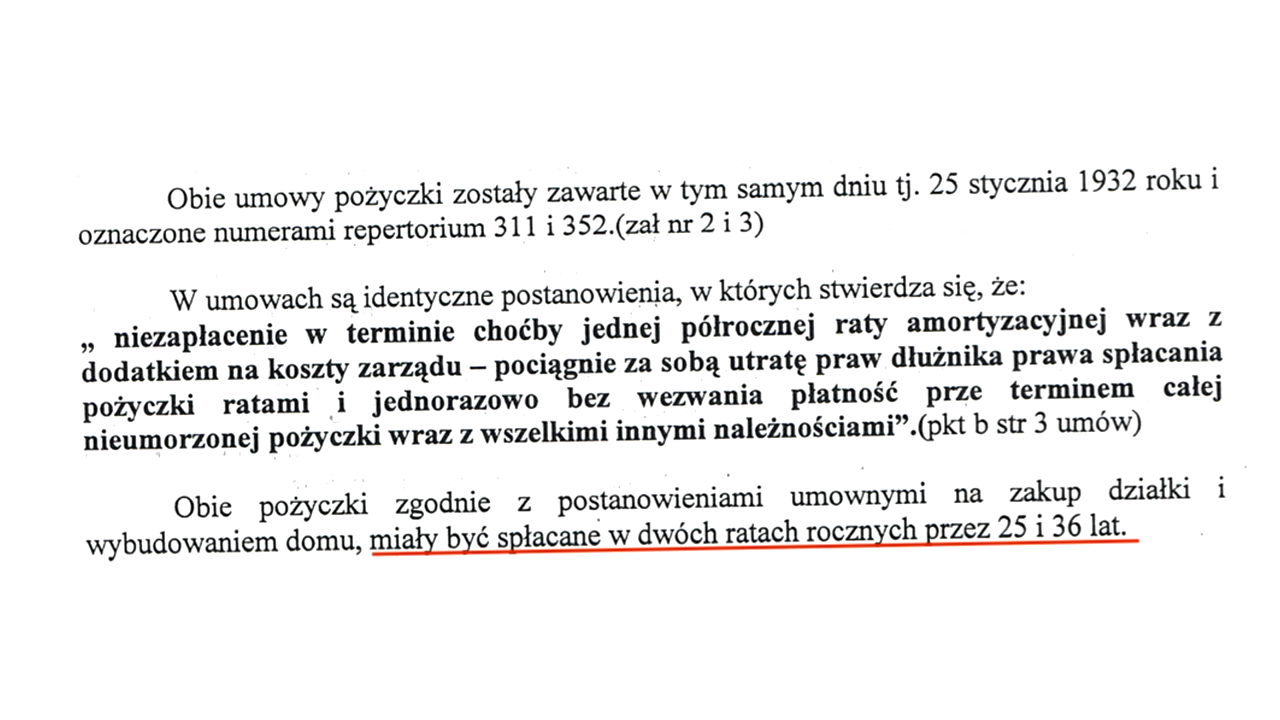 Obie umowy pożyczki zostały zawarte w tym samym dniu tj. 25 stycznia 1932 roku i
oznaczone numerami repertorium 311 i 352.(zał nr 2 i 3)
W umowach są identyczne postanowienia, w których stwierdza się, że:
„ niezapłacenie w terminie choćby jednej półrocznej raty amortyzacyjnej wraz z
dodatkiem na koszty zarządu – pociągnie za sobą utratę praw dłużnika prawa spłacania
pożyczki ratami i jednorazowo bez wezwania płatność prze terminem całej
nieumorzonej pożyczki wraz z wszelkimi innymi należnościami”.(pkt b str 3 umów)
Obie pożyczki zgodnie z postanowieniami umownymi na zakup działki i
wybudowaniem domu, miały być spłacane w dwóch ratach rocznych przez 25 i 36 lat.